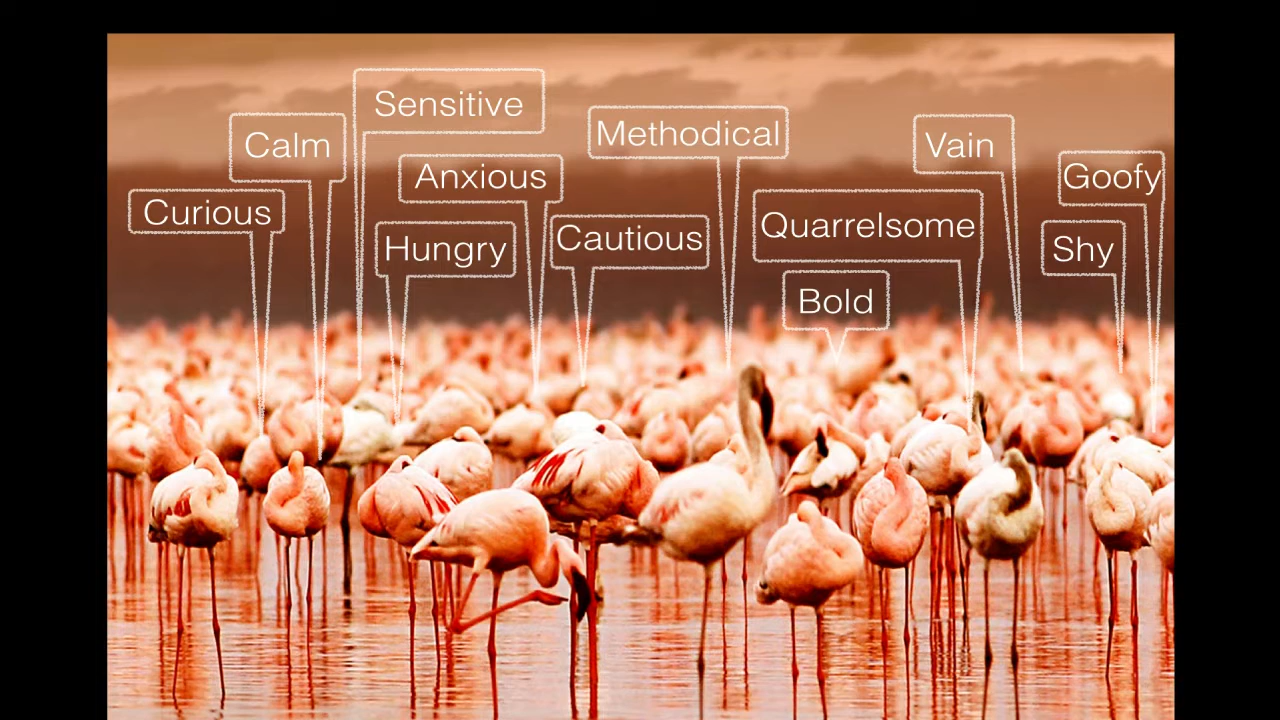 Sensitive
Calm
Methodical
Vain
Anxious
Goofy
Curious
Hungry
Cautious
Quarrelsome
Shy
Bold